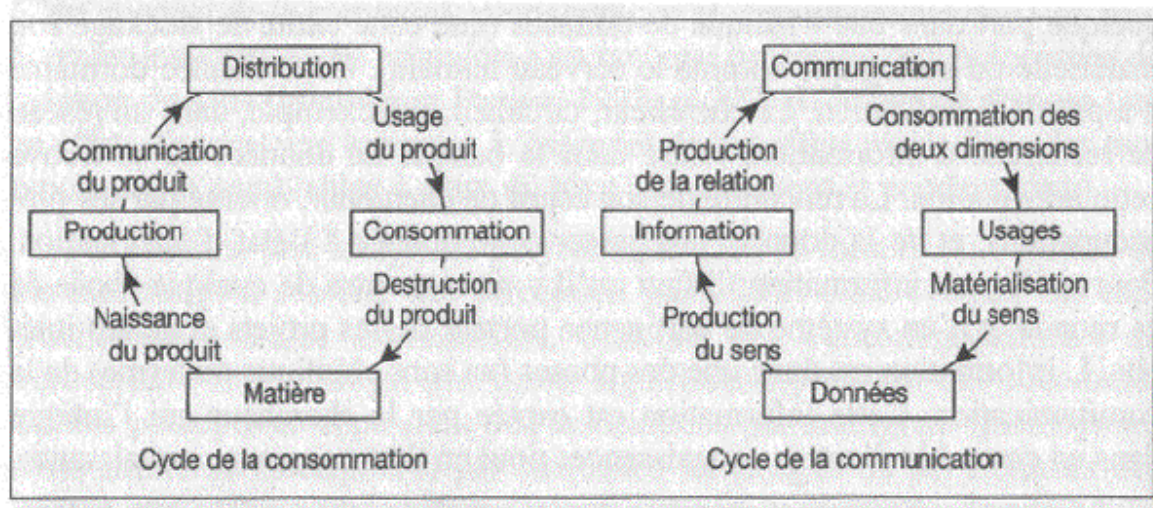 Distribution
Communication
du produit
Usage
du produit
Production
Consommation
Naissance
du produit
Destruction
du produit
Matière
Cycle de la consommation
Communication
Production
de la relation
Consommation des
deux dimensions
Information
Usages
Production
du sens
Matérialisation
du sens
Données
Cycle de la communication